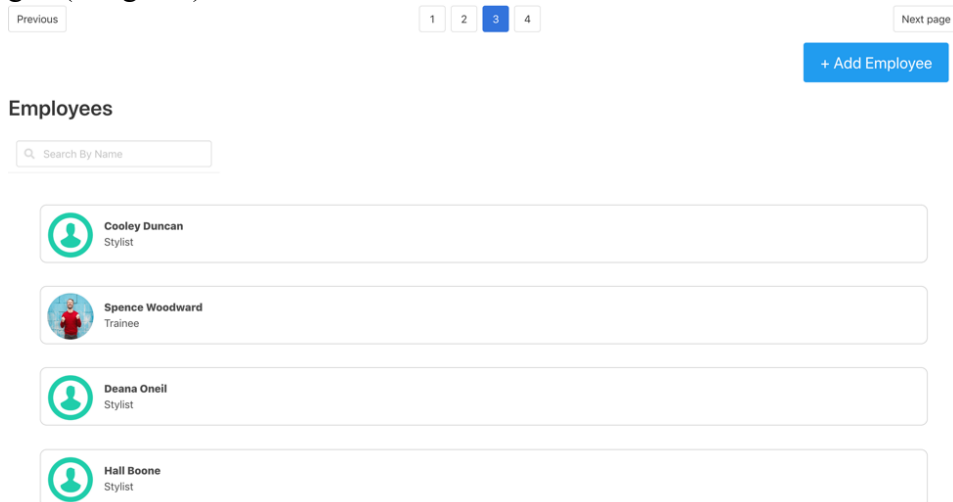 Previous 1 2 3 4 Next page
+ Add Employee
Employees
Search By Name
Cooley Duncan
Stylist
Spence Woodward
Trainee
Deana Oneil
Stylist
Hall Boone
Stylist